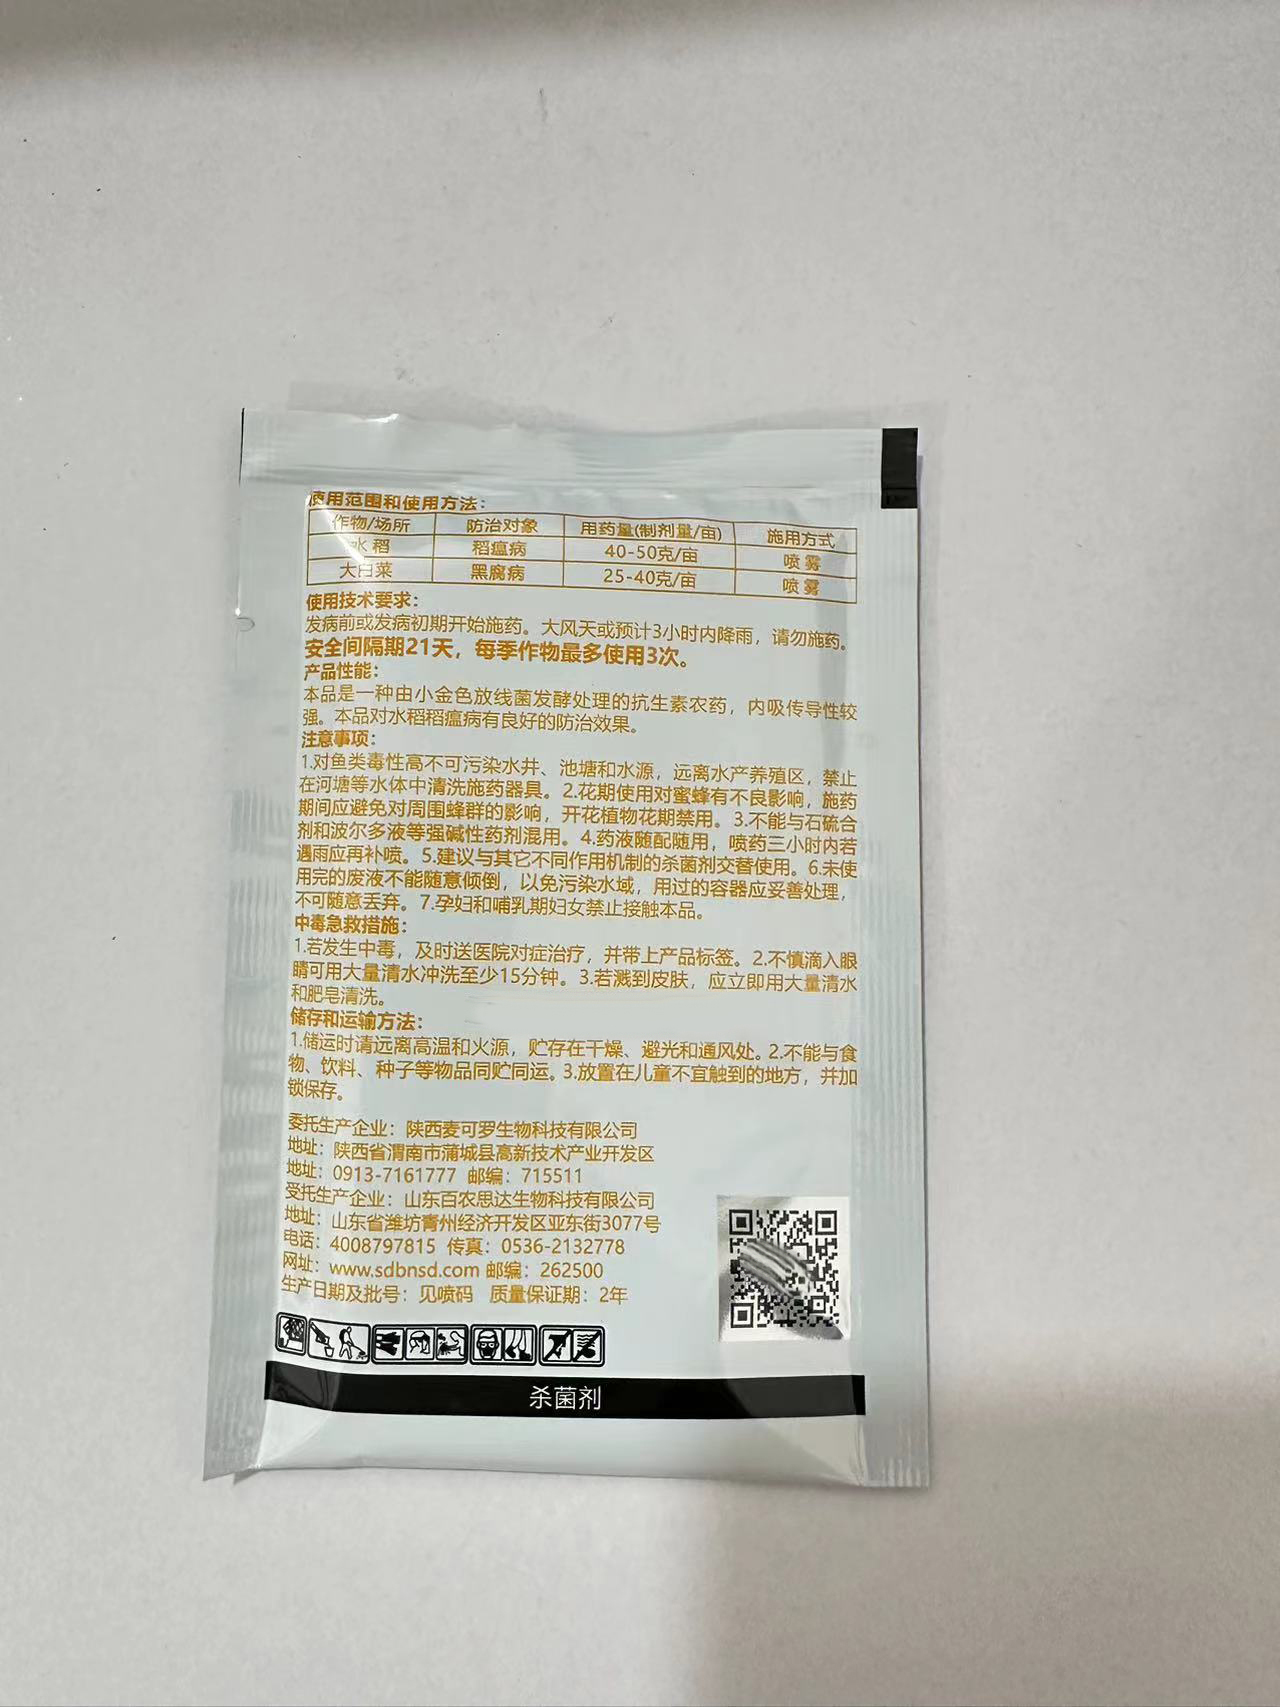 使用范围和使用方法：
作物/场所 防治对象 用药量(制剂量/亩) 施用方式
水 稻 稻瘟病 40-50克/亩 喷 雾
大白菜 黑腐病 25-40克/亩 喷 雾
使用技术要求：
发病前或发病初期开始施药。大风天或预计3小时内降雨，请勿施药。
安全间隔期21天，每季作物最多使用3次。
产品性能：
本品是一种由小金色放线菌发酵处理的抗生素农药，内吸传导性较
强。本品对水稻稻瘟病有良好的防治效果。
注意事项：
1.对鱼类毒性高不可污染水井、池塘和水源，远离水产养殖区，禁止
在河塘等水体中清洗施药器具。2.花期使用对蜜蜂有不良影响，施药
期间应避免对周围蜂群的影响，开花植物花期禁用。3.不能与石硫合
剂和波尔多液等强碱性药剂混用。4.药液随配随用，喷药三小时内若
遇雨应再补喷。5.建议与其它不同作用机制的杀菌剂交替使用。6.未使
用完的废液不能随意倾倒，以免污染水域，用过的容器应妥善处理，
不可随意丢弃。7.孕妇和哺乳期妇女禁止接触本品。
中毒急救措施：
1.若发生中毒，及时送医院对症治疗，并带上产品标签。2.不慎滴入眼
睛可用大量清水冲洗至少15分钟。3.若溅到皮肤，应立即用大量清水
和肥皂清洗。
储存和运输方法：
1.储运时请远离高温和火源，贮存在干燥、避光和通风处。2.不能与食
物、饮料、种子等物品同贮同运。3.放置在儿童不宜触到的地方，并加
锁保存。
委托生产企业：陕西麦可罗生物科技有限公司
地址：陕西省渭南市蒲城县高新技术产业开发区
地址：0913-7161777 邮编：715511
受托生产企业：山东百农思达生物科技有限公司
地址：山东省潍坊青州经济开发区亚东街3077号
电话：4008797815 传真：0536-2132778
网址：www.sdbnsd.com 邮编：262500
生产日期及批号：见喷码 质量保证期：2年
杀菌剂